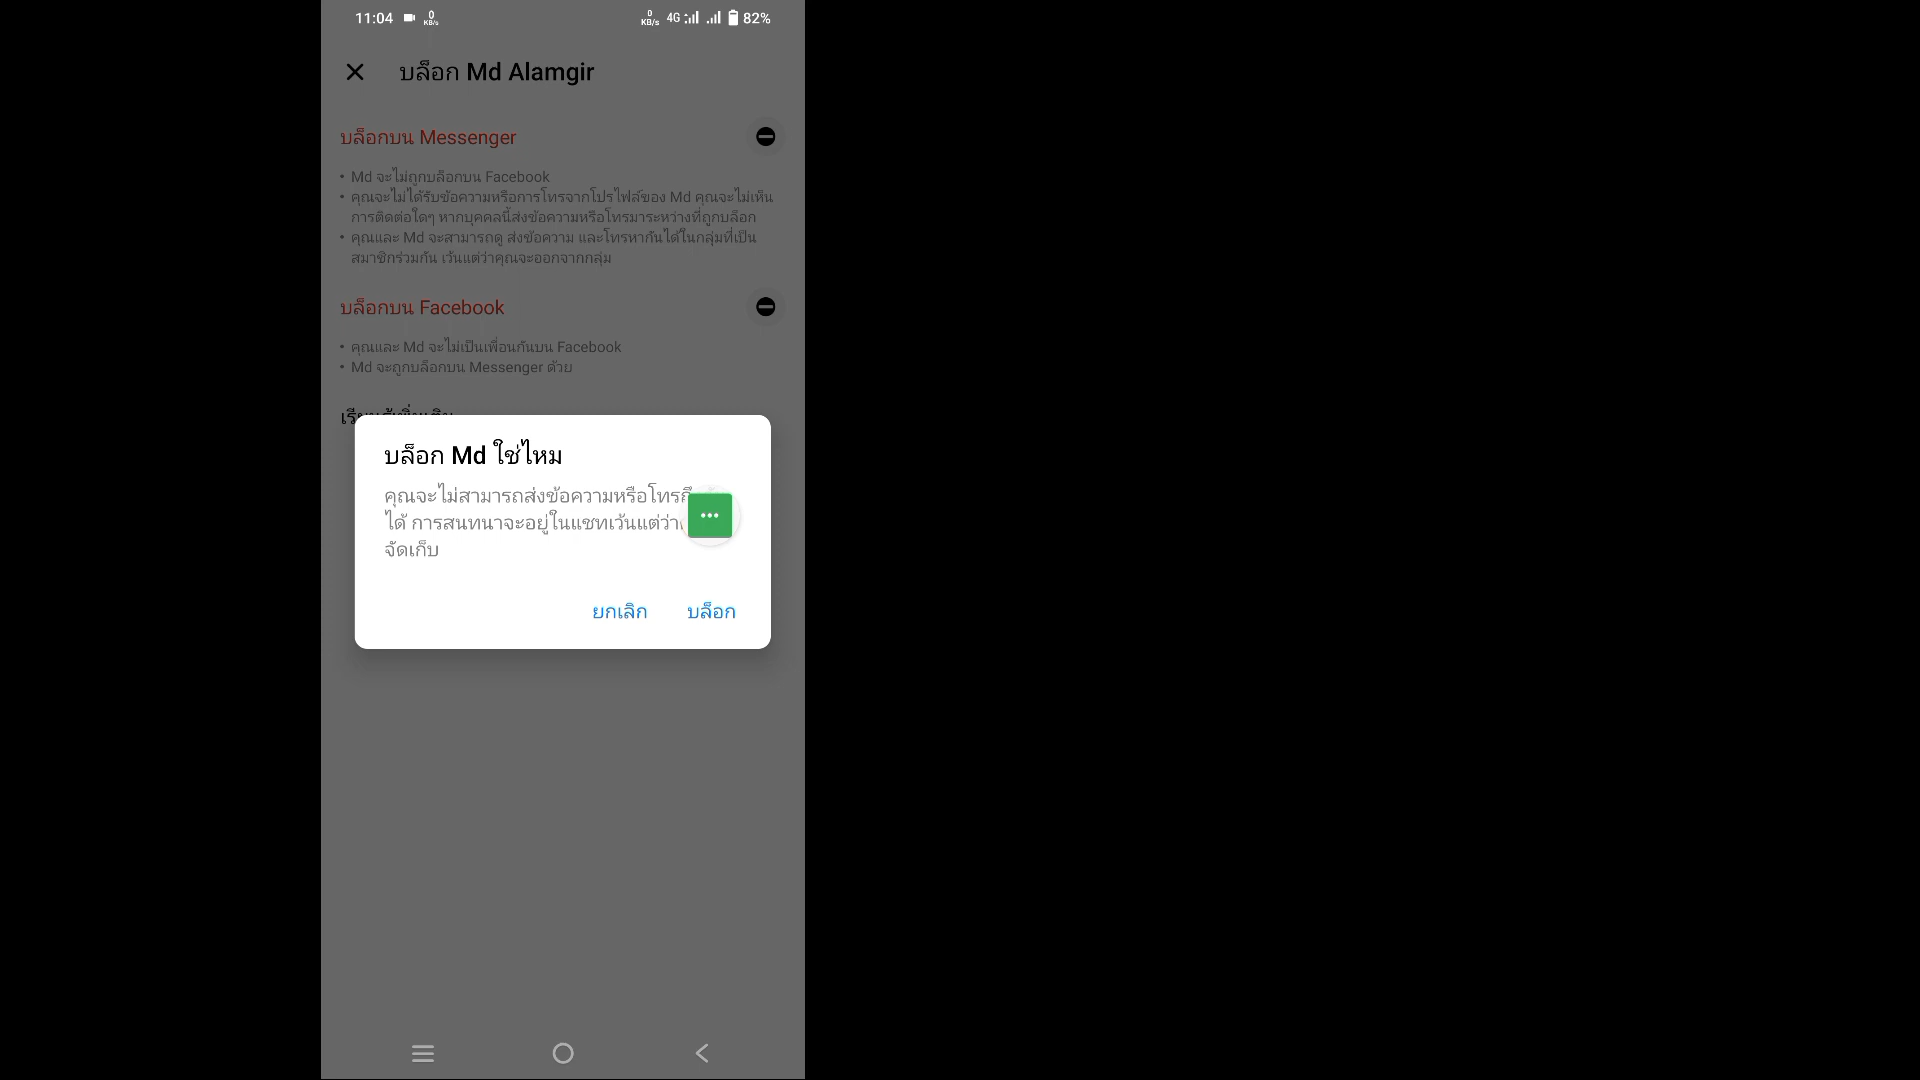 11:04 0 KB/s 0 KB/s 4G 82%
บล็อก Md Alamgir
บล็อกบน Messenger
• Md จะไม่ถูกบล็อกบน Facebook
• คุณจะไม่ได้รับข้อความหรือการโทรจากโปรไฟล์ของ Md คุณจะไม่เห็น
การติดต่อใดๆ หากบุคคลนี้ส่งข้อความหรือโทรมาระหว่างที่ถูกบล็อก
• คุณและ Md จะสามารถดู ส่งข้อความ และโทรหากันได้ในกลุ่มที่เป็น
สมาชิกร่วมกัน เว้นแต่ว่าคุณจะออกจากกลุ่ม
บล็อกบน Facebook
• คุณและ Md จะไม่เป็นเพื่อนกันบน Facebook
• Md จะถูกบล็อกบน Messenger ด้วย
บล็อก Md ใช่ไหม
คุณจะไม่สามารถส่งข้อความหรือโทร
ได้ การสนทนาจะอยู่ในแชทเว้นแต่ว่า
จัดเก็บ
ยกเลิก บล็อก